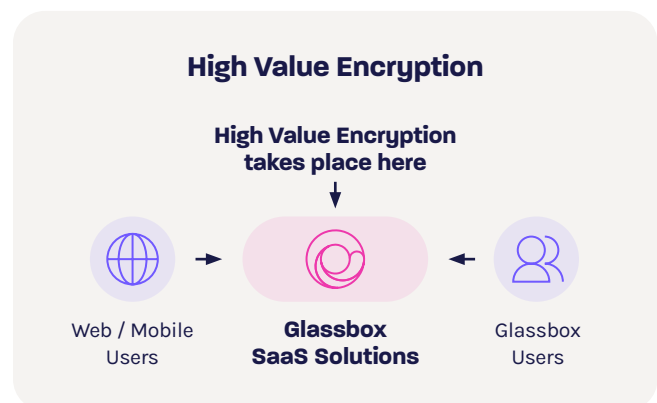 High Value Encryption
High Value Encryption
takes place here
Web / Mobile
Users
Glassbox
SaaS Solutions
Glassbox
Users